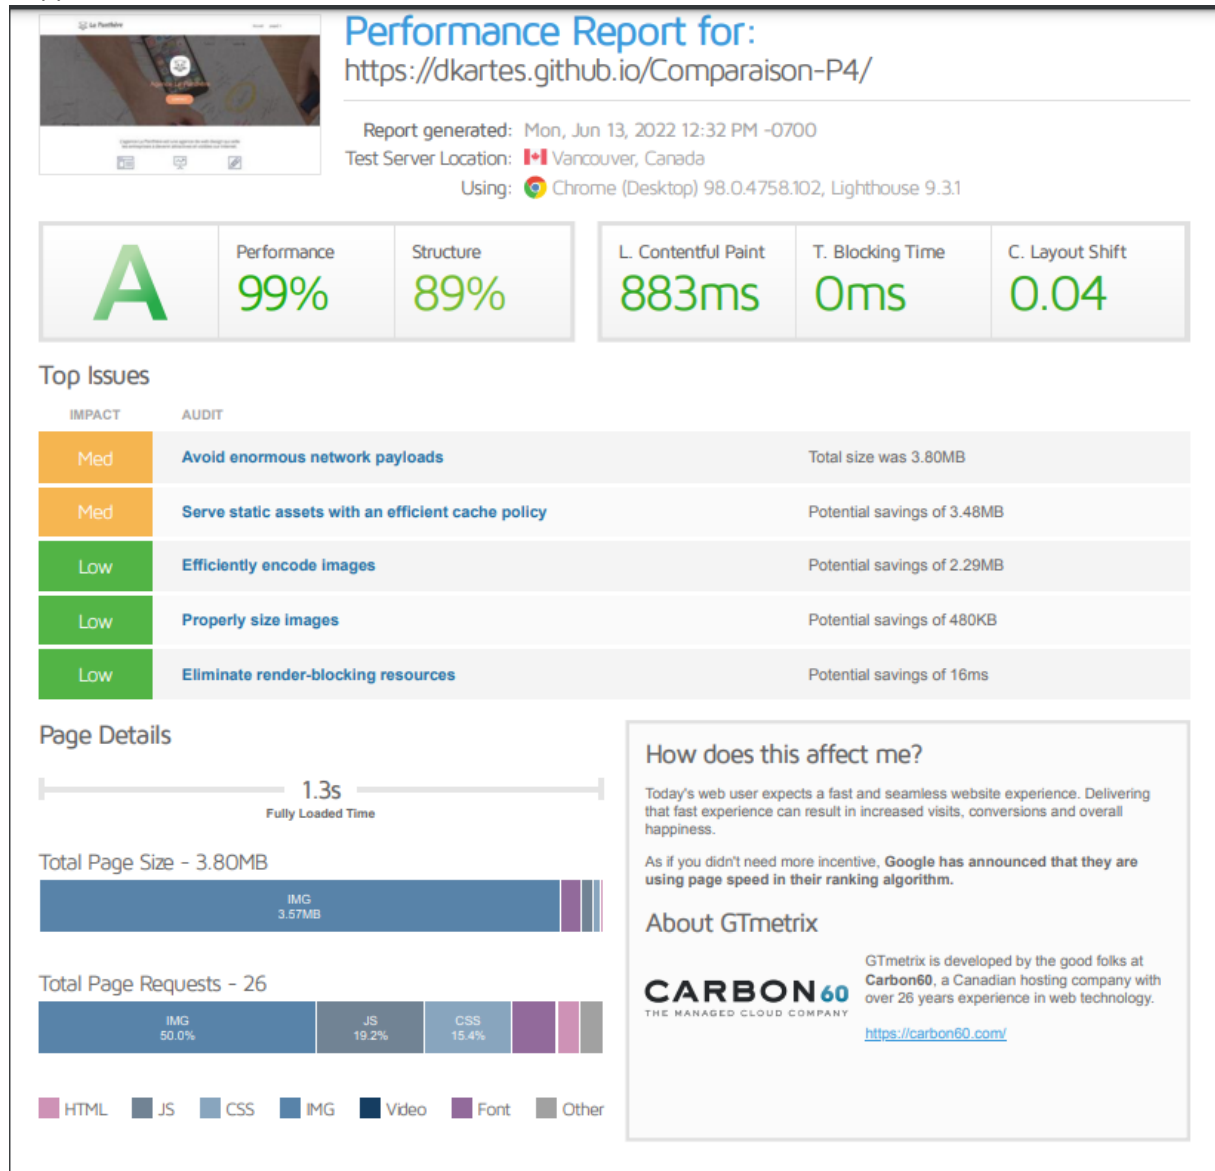 La Panthère
Performance Report for:
https://dkartes.github.io/Comparaison-P4/
Report generated: Mon, Jun 13, 2022 12:32 PM -0700
Test Server Location: Vancouver, Canada
Using: Chrome (Desktop) 98.0.4758.102, Lighthouse 9.3.1
A
Performance
99%
Structure
89%
L. Contentful Paint
883ms
T. Blocking Time
0ms
C. Layout Shift
0.04
Top Issues
IMPACT AUDIT
Med Avoid enormous network payloads Total size was 3.80MB
Med Serve static assets with an efficient cache policy Potential savings of 3.48MB
Low Efficiently encode images Potential savings of 2.29MB
Low Properly size images Potential savings of 480KB
Low Eliminate render-blocking resources Potential savings of 16ms
Page Details
1.3s
Fully Loaded Time
Total Page Size - 3.80MB
IMG
3.57MB
Total Page Requests - 26
IMG
50.0%
JS
19.2%
CSS
15.4%
HTML JS CSS IMG Video Font Other
How does this affect me?
Today's web user expects a fast and seamless website experience. Delivering
that fast experience can result in increased visits, conversions and overall
happiness.
As if you didn't need more incentive, Google has announced that they are
using page speed in their ranking algorithm.
About GTmetrix
CARBON60
THE MANAGED CLOUD COMPANY
GTmetrix is developed by the good folks at
Carbon60, a Canadian hosting company with
over 26 years experience in web technology.
https://carbon60.com/